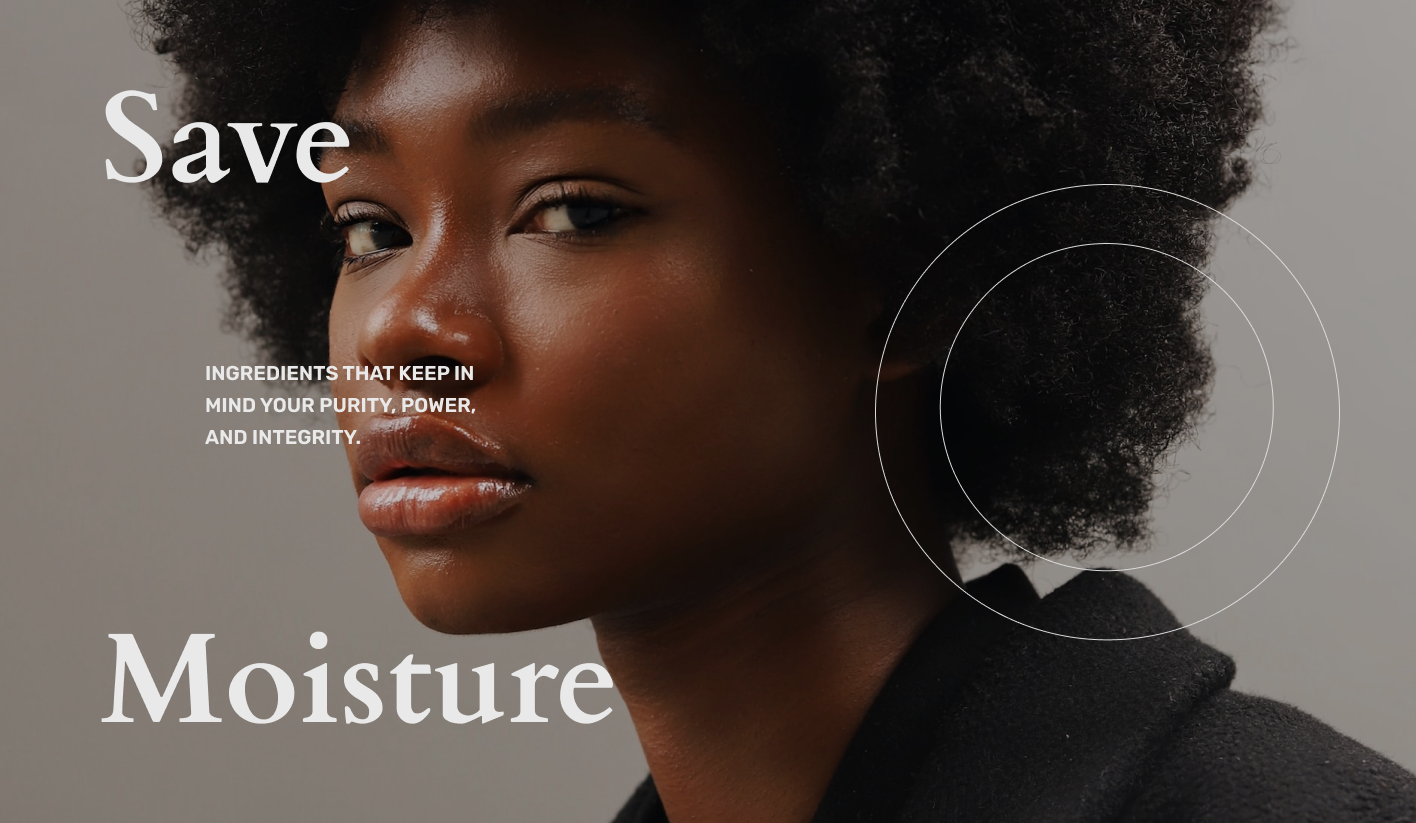 Save
INGREDIENTS THAT KEEP IN
MIND YOUR PURITY, POWER,
AND INTEGRITY.
Moisture